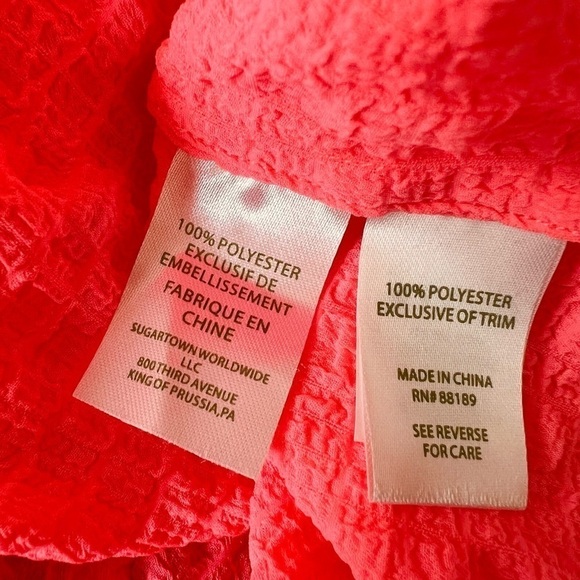 100% POLYESTER
EXCLUSIF DE
EMBELLISSEMENT
FABRIQUE EN
CHINE
SUGARTOWN WORLDWIDE
LLC
800 THIRD AVENUE
KING OF PRUSSIA,PA
100% POLYESTER
EXCLUSIVE OF TRIM
MADE IN CHINA
RN# 88189
SEE REVERSE
FOR CARE